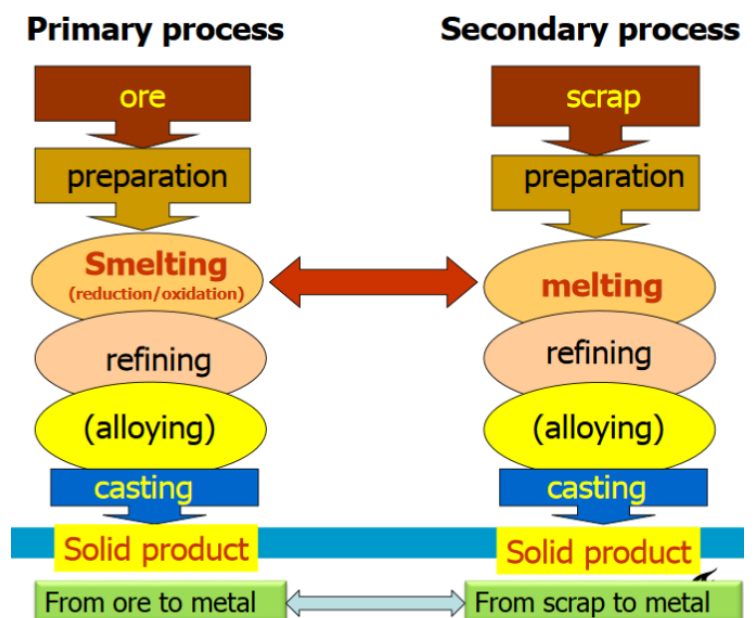 Primary process
ore
preparation
Smelting
(reduction/oxidation)
refining
(alloying)
casting
Solid product
From ore to metal
Secondary process
scrap
preparation
melting
refining
(alloying)
casting
Solid product
From scrap to metal